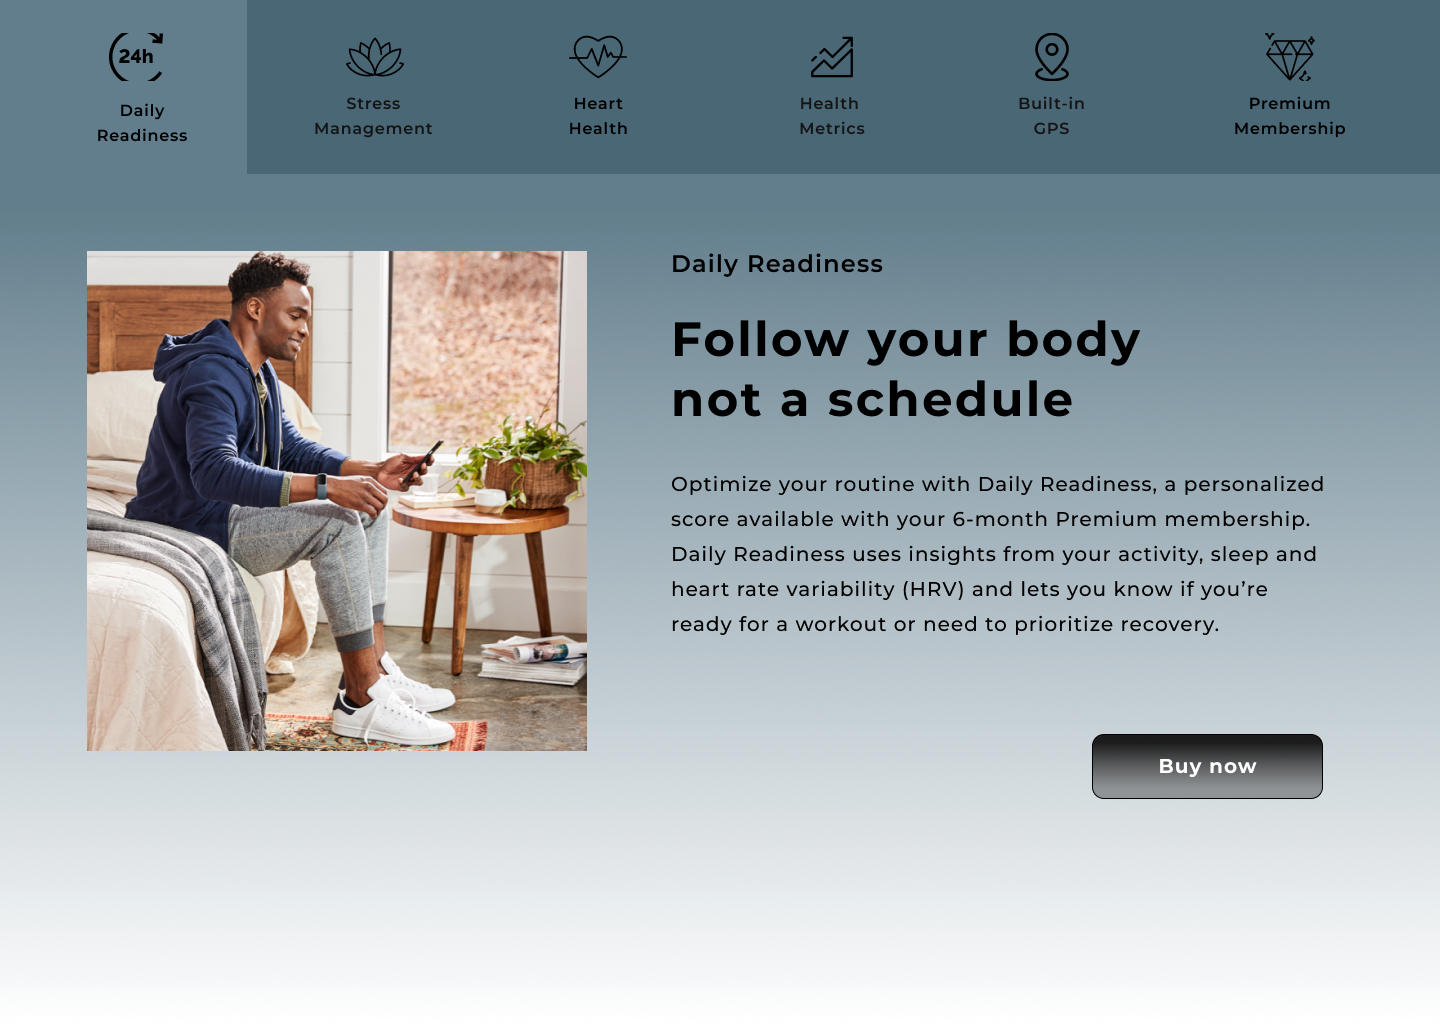 24h
Daily
Readiness
Stress
Management
Heart
Health
Health
Metrics
Built-in
GPS
Premium
Membership
Daily Readiness
Follow your body
not a schedule
Optimize your routine with Daily Readiness, a personalized
score available with your 6-month Premium membership.
Daily Readiness uses insights from your activity, sleep and
heart rate variability (HRV) and lets you know if you’re
ready for a workout or need to prioritize recovery.
Buy now